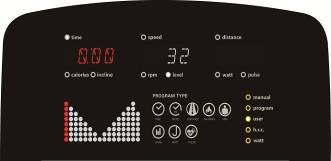 time speed distance
0:00 32
calories incline rpm level watt pulse
PROGRAM TYPE
manual
program
user
h.r.c.
watt